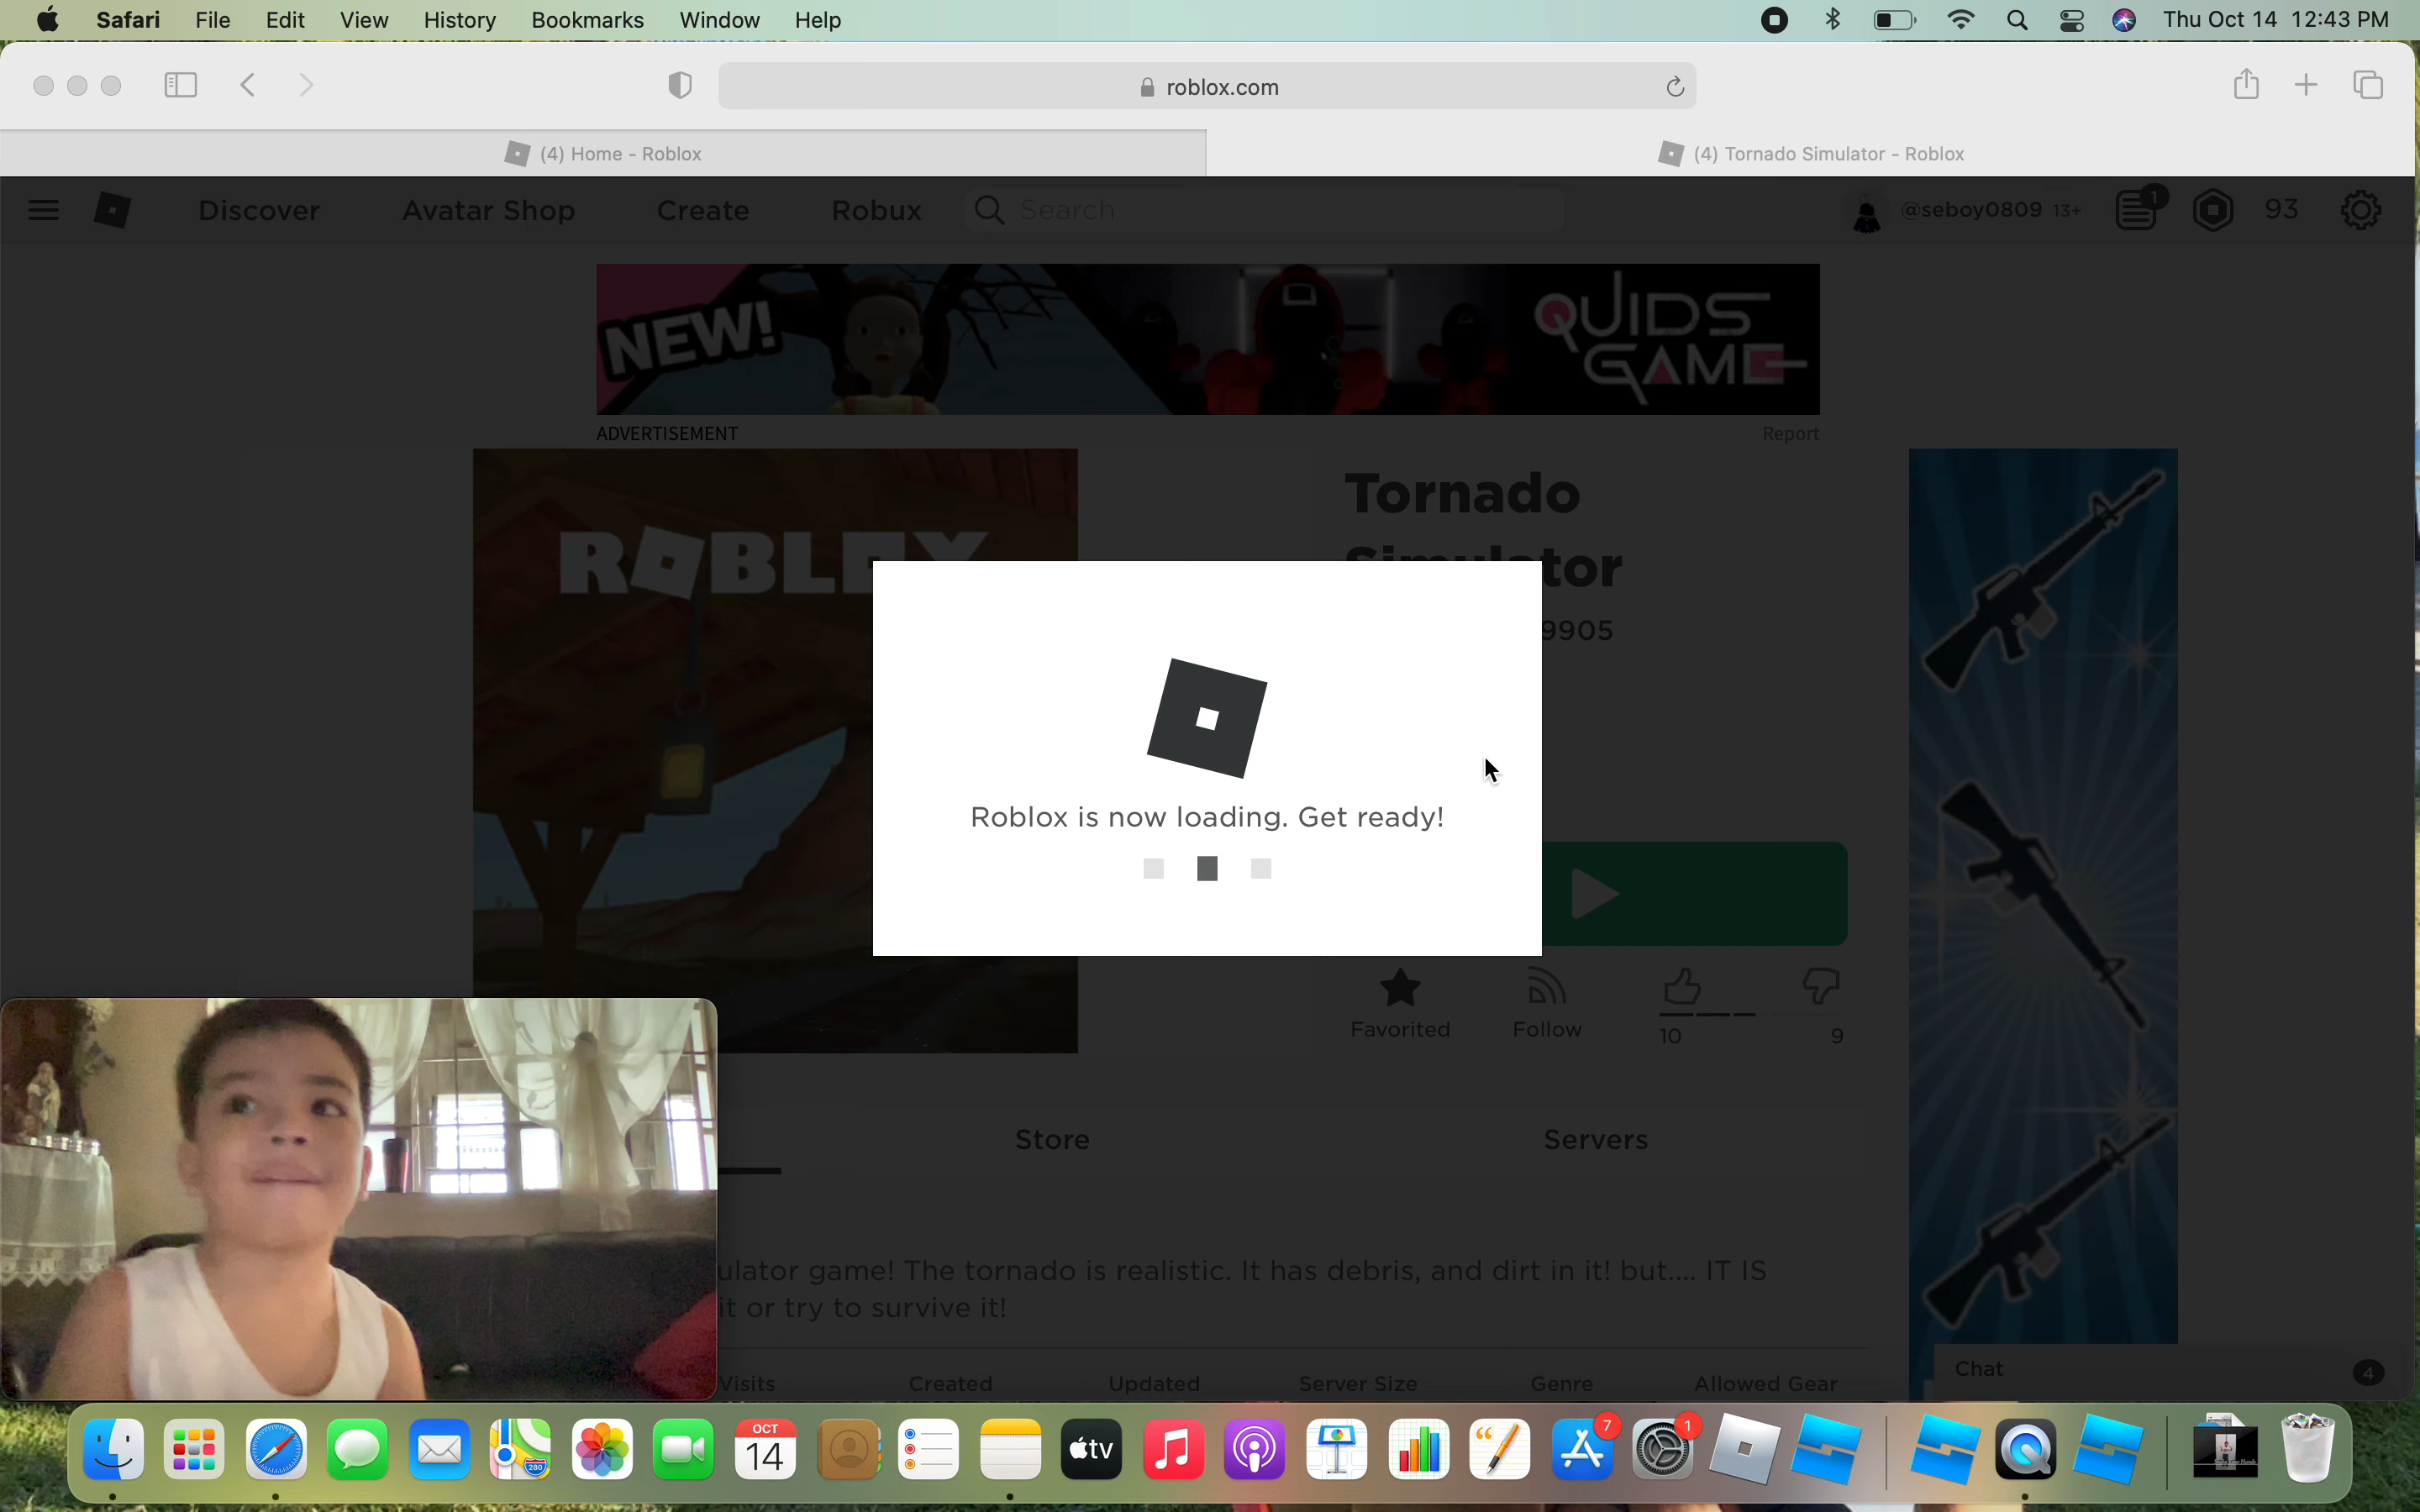 Safari File Edit View History Bookmarks Window Help Thu Oct 14 12:43 PM
roblox.com
(4) Home - Roblox (4) Tornado Simulator - Roblox
Discover Avatar Shop Create Robux Search @seboy0809 13+ 1 93
NEW! QUIDS
GAME
ADVERTISEMENT Report
ROBLOX
Tornado
Simulator
9905
Roblox is now loading. Get ready!
Favorited Follow 10 9
Store Servers
ulator game! The tornado is realistic. It has debris, and dirt in it! but.... IT IS
it or try to survive it!
Visits Created Updated Server Size Genre Allowed Gear
Chat 4
OCT
14
280
tv
7
1